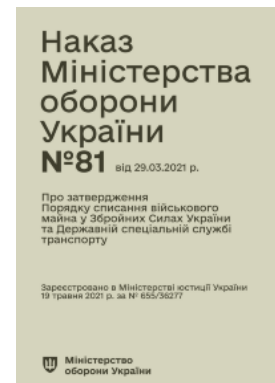 Наказ
Міністерства
оборони
України
№81 від 29.03.2021 р.
Про затвердження
Порядку списання військового
майна у Збройних Силах України
та Державній спеціальній службі
транспорту
Зареєстровано в Міністерстві юстиції України
19 травня 2021 р. за № 655/36277
Міністерство
оборони України